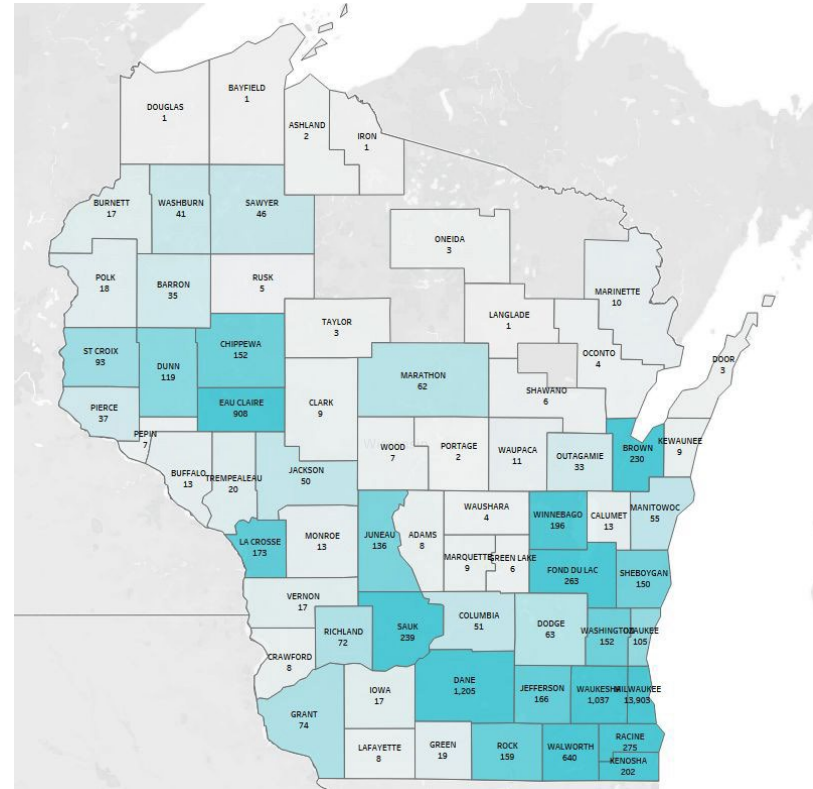 BAYFIELD
1
DOUGLAS
1
ASHLAND
2
IRON
1
BURNETT
17
WASHBURN
41
SAWYER
46
ONEIDA
3
POLK
18
BARRON
35
RUSK
5
MARINETTE
10
TAYLOR
3
LANGLADE
1
CHIPPEWA
152
ST CROIX
93
DUNN
119
OCONTO
4
DOOR
3
MARATHON
62
SHAWANO
6
EAU CLAIRE
908
CLARK
9
PIERCE
37
PEPIN
7
WOOD
7
PORTAGE
2
WAUPACA
11
OUTAGAMIE
33
BROWN
230
KEWAUNEE
9
BUFFALO
13
TREMPEALEAU
20
JACKSON
50
WAUSHARA
4
WINNEBAGO
196
CALUMET
13
MANITOWOC
55
LA CROSSE
173
MONROE
13
JUNEAU
136
ADAMS
8
MARQUETTE
9
GREEN LAKE
6
FOND DU LAC
263
SHEBOYGAN
150
VERNON
17
RICHLAND
72
SAUK
239
COLUMBIA
51
DODGE
63
WASHINGTON
152
OZAUKEE
105
CRAWFORD
8
DANE
1,205
JEFFERSON
166
WAUKESHA
1,037
MILWAUKEE
13,903
IOWA
17
GRANT
74
LAFAYETTE
8
GREEN
19
ROCK
159
WALWORTH
640
RACINE
275
KENOSHA
202